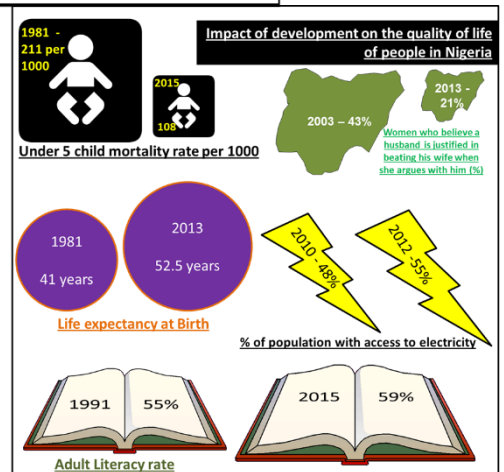 Impact of development on the quality of life
of people in Nigeria
1981 -
211 per
1000
2015
108
Under 5 child mortality rate per 1000
2003 – 43%
2013 -
21%
Women who believe a
husband is justified in
beating his wife when
she argues with him (%)
1981
41 years
2013
52.5 years
Life expectancy at Birth
2010 - 48%
2012 -55%
% of population with access to electricity
1991 55%
Adult Literacy rate
2015 59%